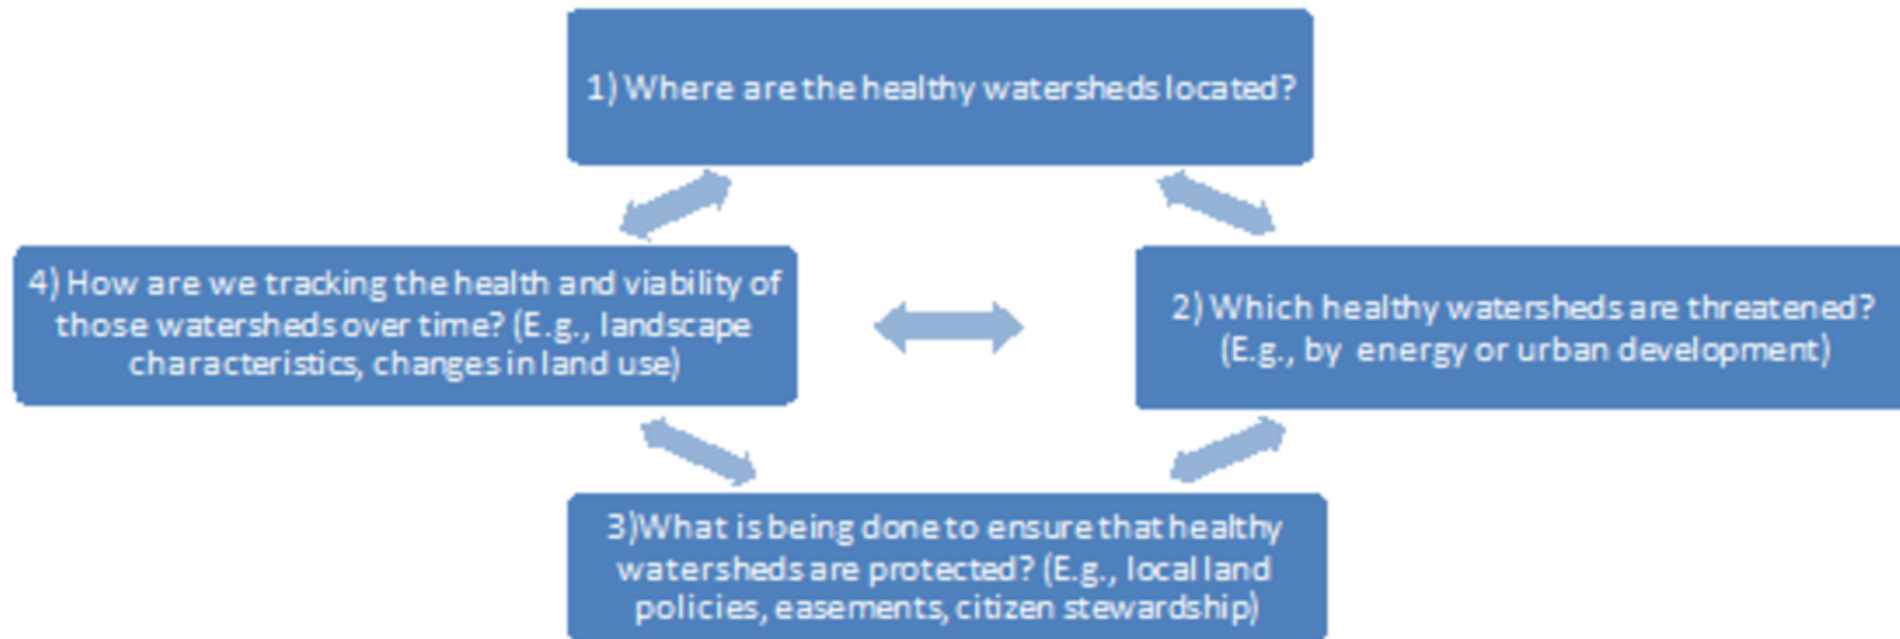 1) Where are the healthy watersheds located?
4) How are we tracking the health and viability of
those watersheds over time? (E.g., landscape
characteristics, changes in land use)
2) Which healthy watersheds are threatened?
(E.g., by energy or urban development)
3)What is being done to ensure that healthy
watersheds are protected? (E.g., local land
policies, easements, citizen stewardship)